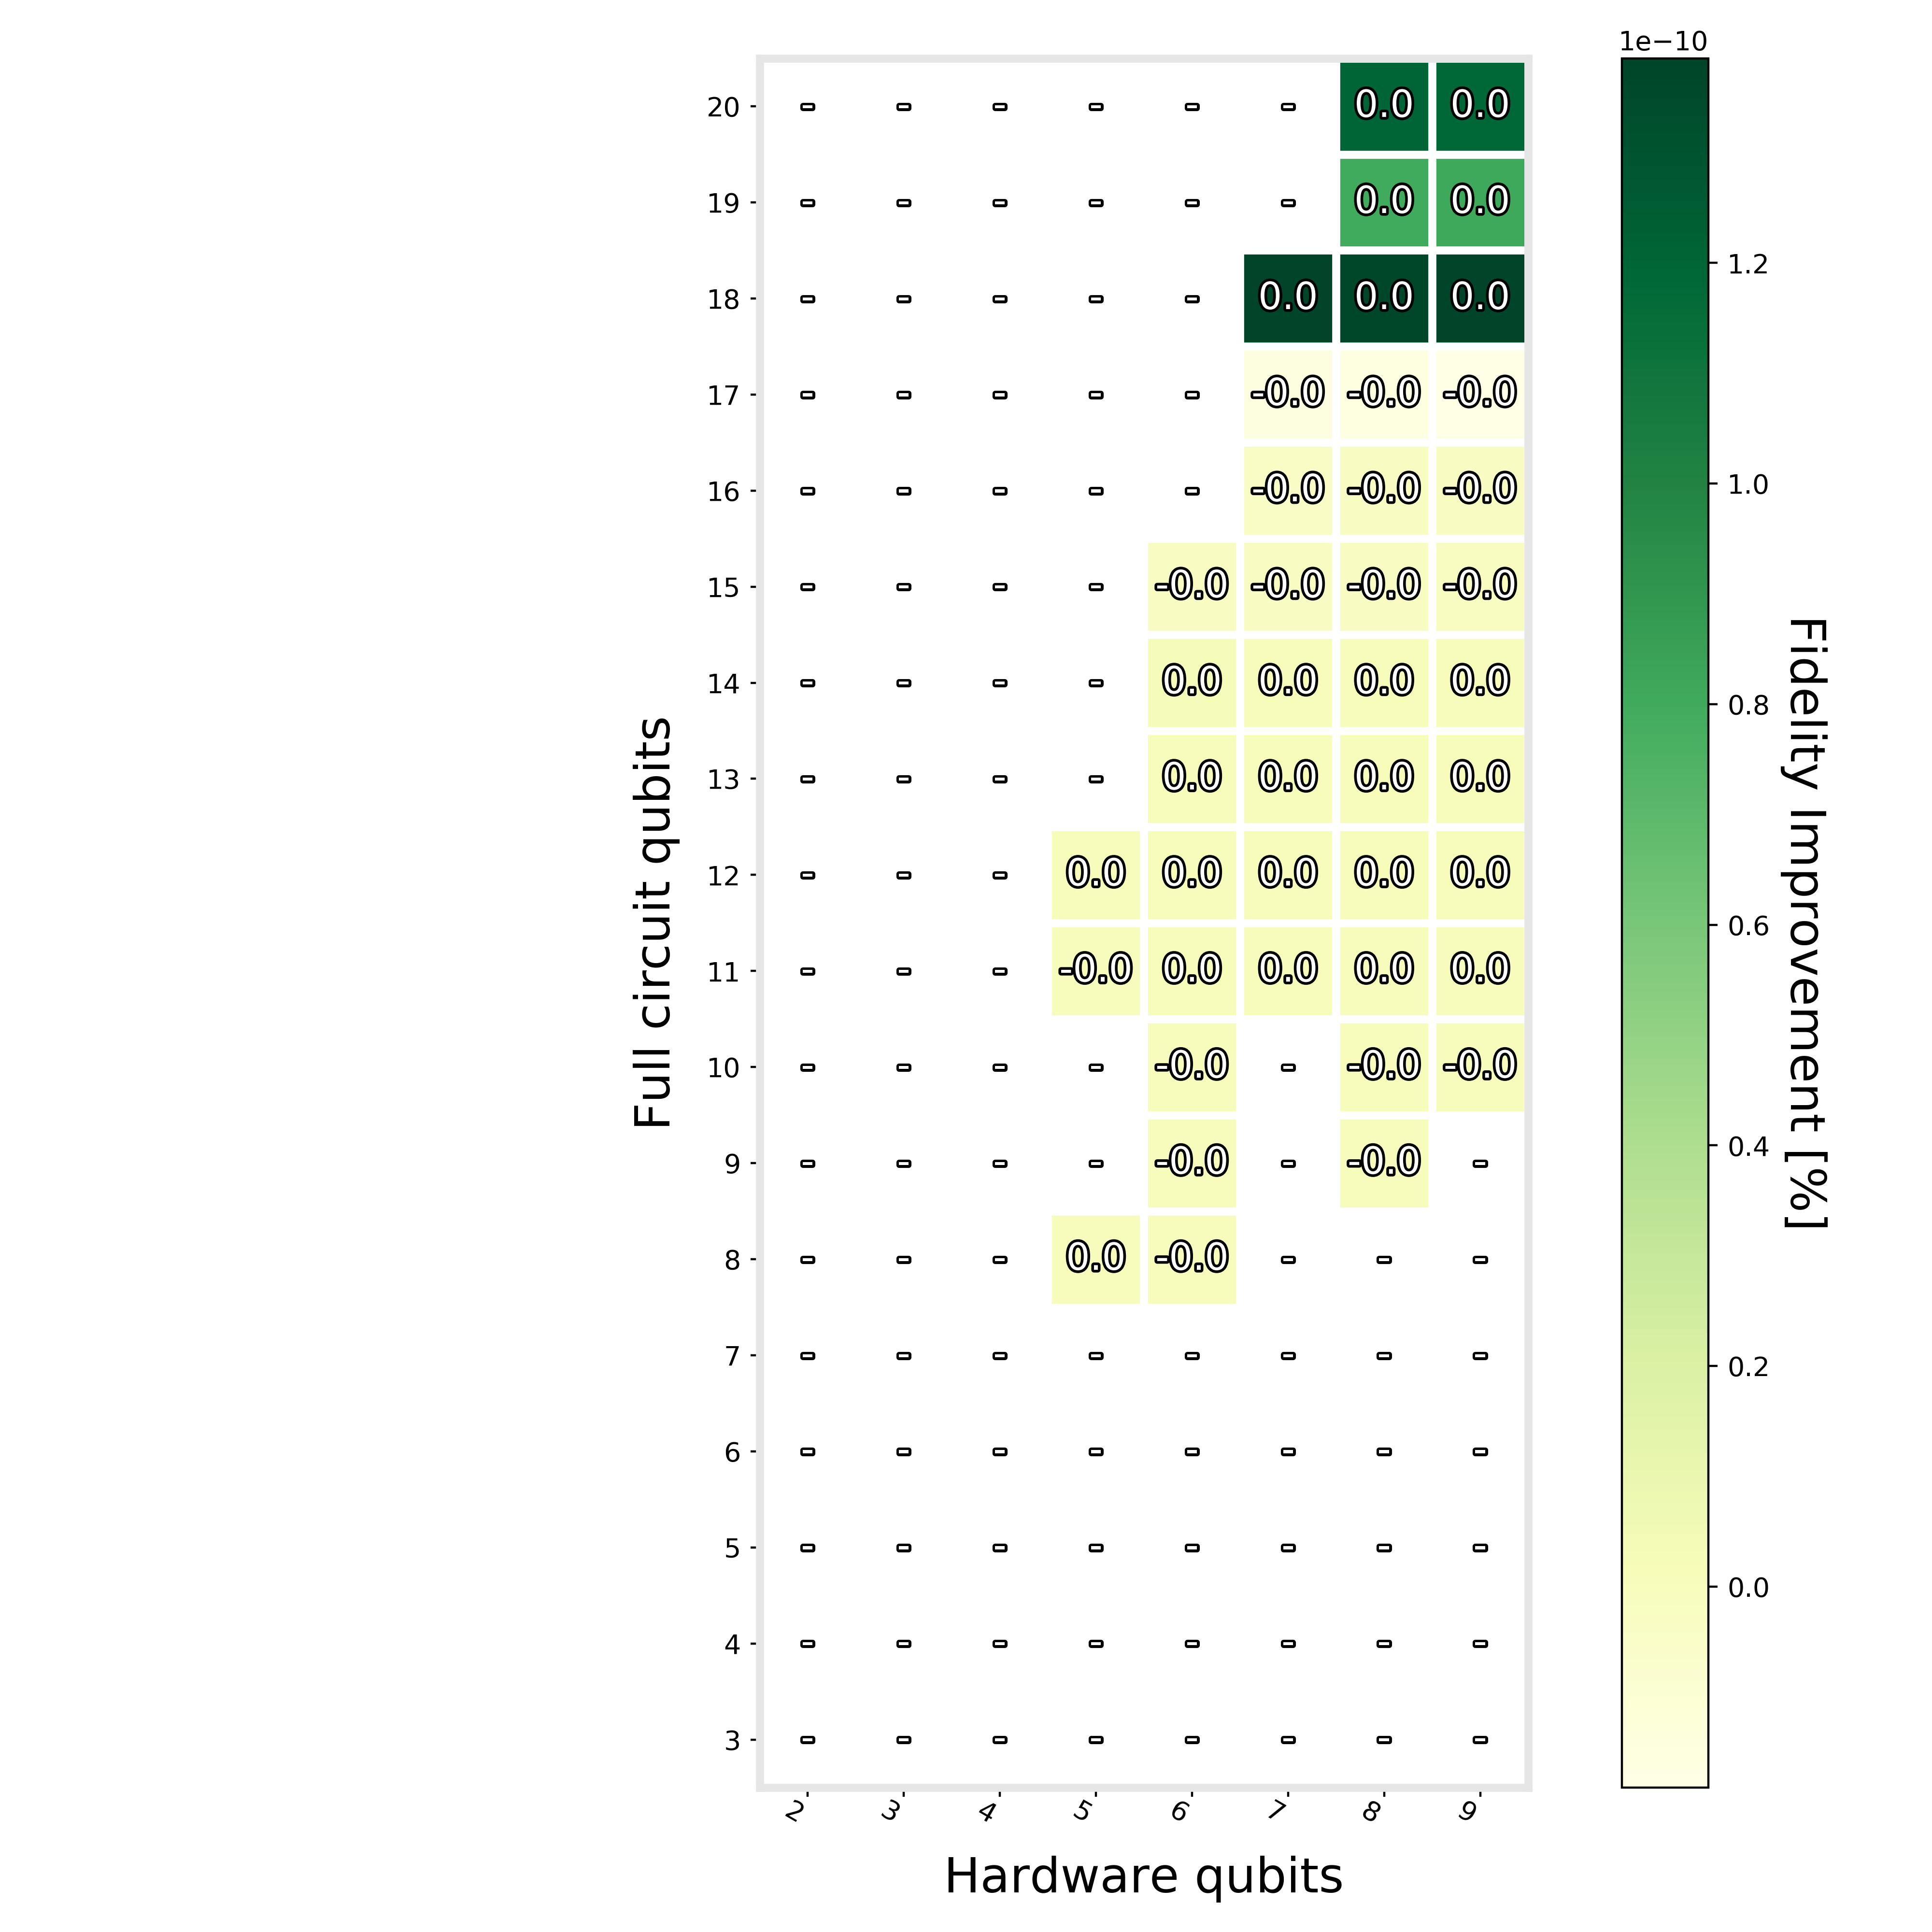 1e−10
20 - - - - - - 0.0 0.0
19 - - - - - - 0.0 0.0
18 - - - - - 0.0 0.0 0.0
17 - - - - - -0.0 -0.0 -0.0
16 - - - - - -0.0 -0.0 -0.0
15 - - - - -0.0 -0.0 -0.0 -0.0
14 - - - - 0.0 0.0 0.0 0.0
13 - - - - 0.0 0.0 0.0 0.0
12 - - - 0.0 0.0 0.0 0.0 0.0
11 - - - -0.0 0.0 0.0 0.0 0.0
10 - - - - -0.0 - -0.0 -0.0
9 - - - - -0.0 - -0.0 -
8 - - - 0.0 -0.0 - - -
7 - - - - - - - -
6 - - - - - - - -
5 - - - - - - - -
4 - - - - - - - -
3 - - - - - - - -
2 3 4 5 6 7 8 9
Hardware qubits
Full circuit qubits
1.2
1.0
0.8
0.6
0.4
0.2
0.0
Fidelity Improvement [%]